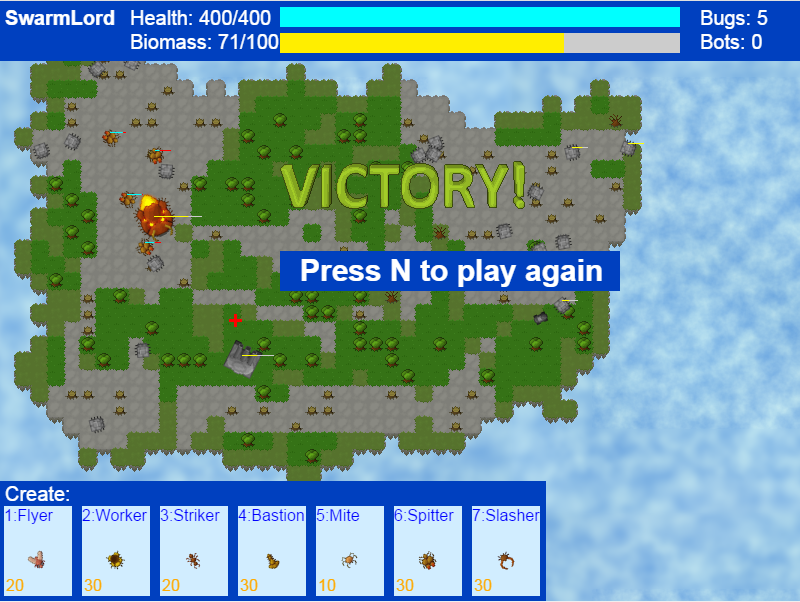 SwarmLord Health: 400/400 Bugs: 5
Biomass: 71/100 Bots: 0
VICTORY!
Press N to play again
Create:
1:Flyer 2:Worker 3:Striker 4:Bastion 5:Mite 6:Spitter 7:Slasher
20 30 20 30 10 30 30